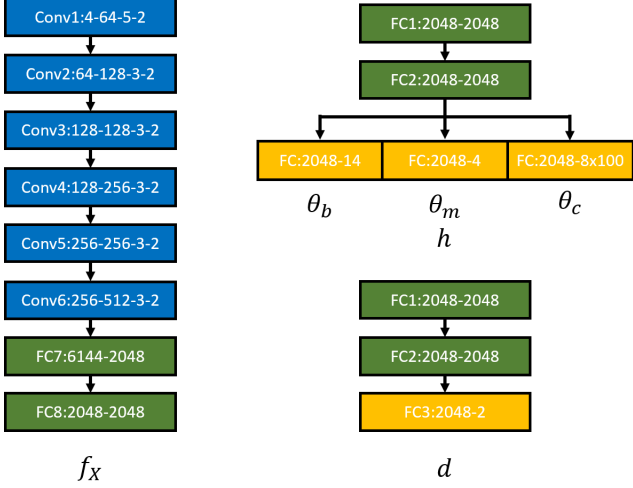 Conv1:4-64-5-2
Conv2:64-128-3-2
Conv3:128-128-3-2
Conv4:128-256-3-2
Conv5:256-256-3-2
Conv6:256-512-3-2
FC7:6144-2048
FC8:2048-2048
f_X
FC1:2048-2048
FC2:2048-2048
FC:2048-14 FC:2048-4 FC:2048-8x100
θ_b θ_m θ_c
h
FC1:2048-2048
FC2:2048-2048
FC3:2048-2
d